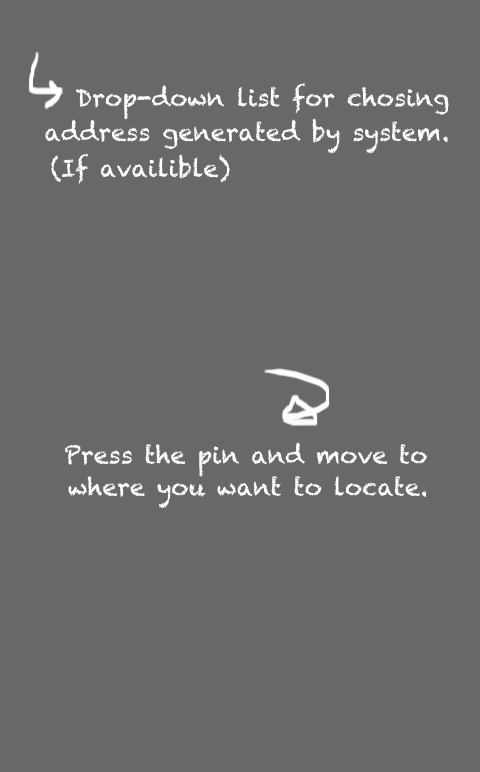 Drop-down list for chosing
address generated by system.
(If availible)
Press the pin and move to
where you want to locate.